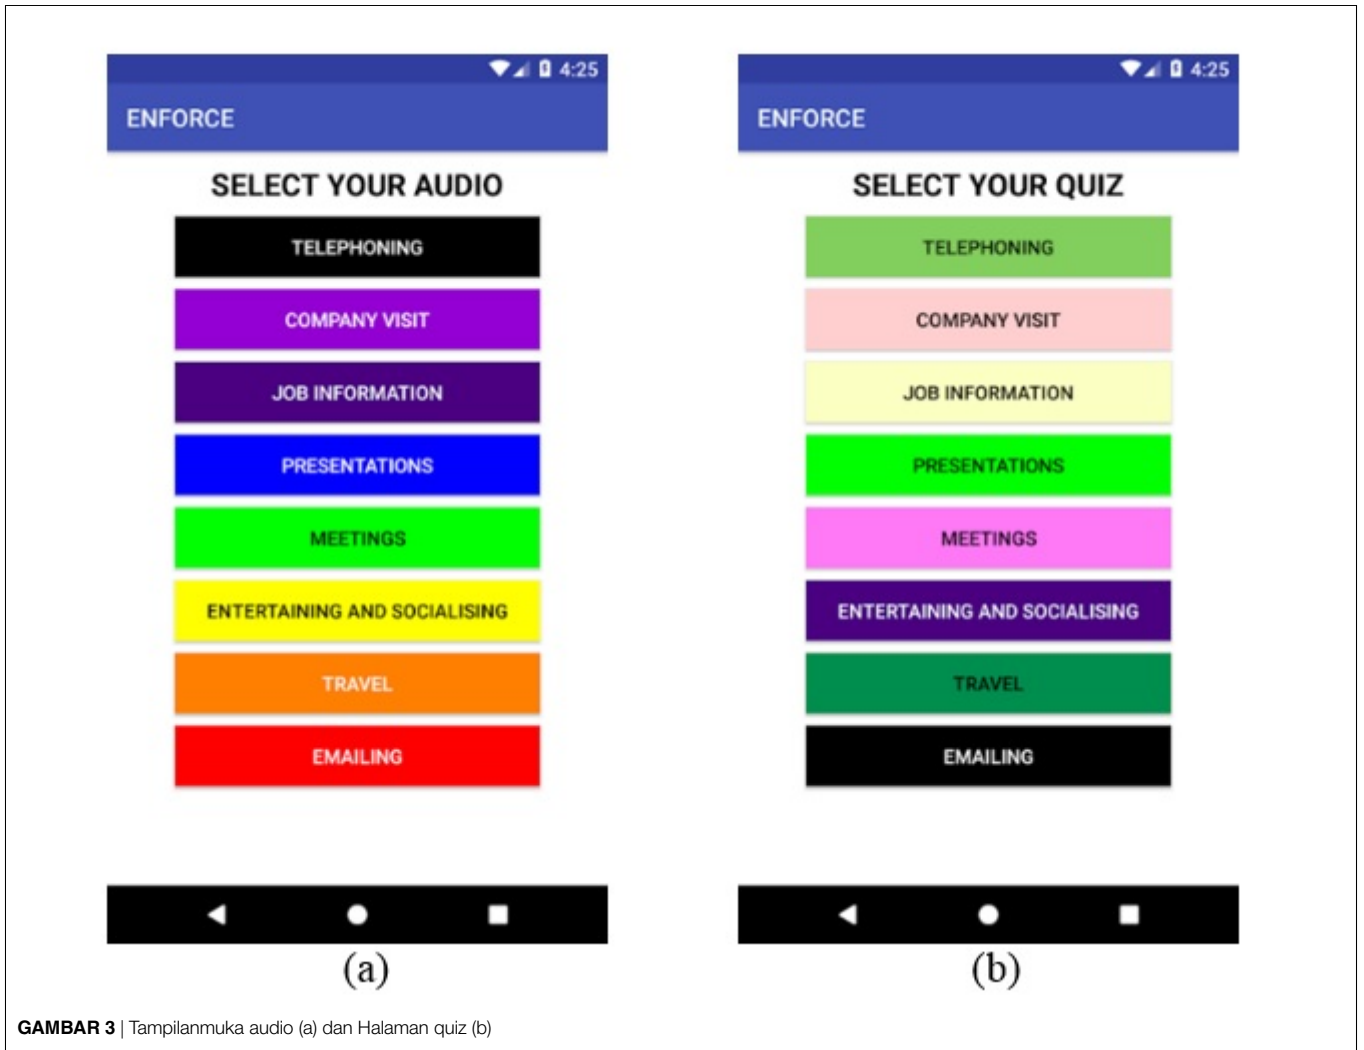 4:25
ENFORCE
SELECT YOUR AUDIO
TELEPHONING
COMPANY VISIT
JOB INFORMATION
PRESENTATIONS
MEETINGS
ENTERTAINING AND SOCIALISING
TRAVEL
EMAILING
(a)
4:25
ENFORCE
SELECT YOUR QUIZ
TELEPHONING
COMPANY VISIT
JOB INFORMATION
PRESENTATIONS
MEETINGS
ENTERTAINING AND SOCIALISING
TRAVEL
EMAILING
(b)
GAMBAR 3 | Tampilanmuka audio (a) dan Halaman quiz (b)